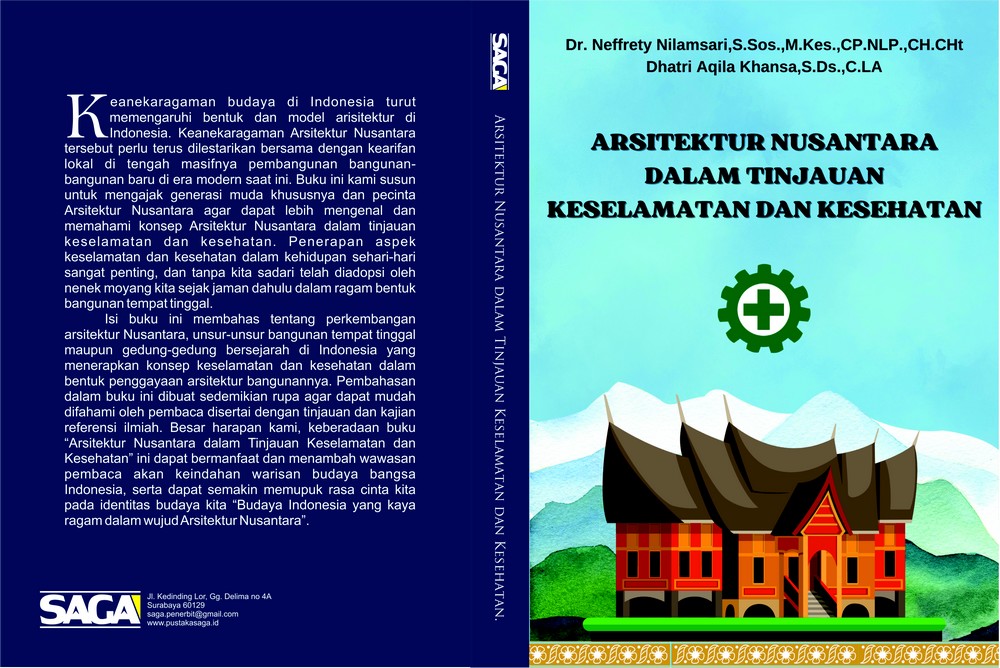 Keanekaragaman budaya di Indonesia turut
memengaruhi bentuk dan model arisitektur di
Indonesia. Keanekaragaman Arsitektur Nusantara
tersebut perlu terus dilestarikan bersama dengan kearifan
lokal di tengah masifnya pembangunan bangunan-
bangunan baru di era modern saat ini. Buku ini kami susun
untuk mengajak generasi muda khususnya dan pecinta
Arsitektur Nusantara agar dapat lebih mengenal dan
memahami konsep Arsitektur Nusantara dalam tinjauan
keselamatan dan kesehatan. Penerapan aspek
keselamatan dan kesehatan dalam kehidupan sehari-hari
sangat penting, dan tanpa kita sadari telah diadopsi oleh
nenek moyang kita sejak jaman dahulu dalam ragam bentuk
bangunan tempat tinggal.
Isi buku ini membahas tentang perkembangan
arsitektur Nusantara, unsur-unsur bangunan tempat tinggal
maupun gedung-gedung bersejarah di Indonesia yang
menerapkan konsep keselamatan dan kesehatan dalam
bentuk penggayaan arsitektur bangunannya. Pembahasan
dalam buku ini dibuat sedemikian rupa agar dapat mudah
difahami oleh pembaca disertai dengan tinjauan dan kajian
referensi ilmiah. Besar harapan kami, keberadaan buku
“Arsitektur Nusantara dalam Tinjauan Keselamatan dan
Kesehatan” ini dapat bermanfaat dan menambah wawasan
pembaca akan keindahan warisan budaya bangsa
Indonesia, serta dapat semakin memupuk rasa cinta kita
pada identitas budaya kita “Budaya Indonesia yang kaya
ragam dalam wujud Arsitektur Nusantara”.
SAGA
Jl. Kedinding Lor, Gg. Delima no 4A
Surabaya 60129
saga.penerbit@gmail.com
www.pustakasaga.id
SAGA
Arsitektur Nusantara dalam Tinjauan Keselamatan dan Kesehatan.
Dr. Neffrety Nilamsari,S.Sos.,M.Kes.,CP.NLP.,CH.CHt
Dhatri Aqila Khansa,S.Ds.,C.LA
ARSITEKTUR NUSANTARA
DALAM TINJAUAN
KESELAMATAN DAN KESEHATAN